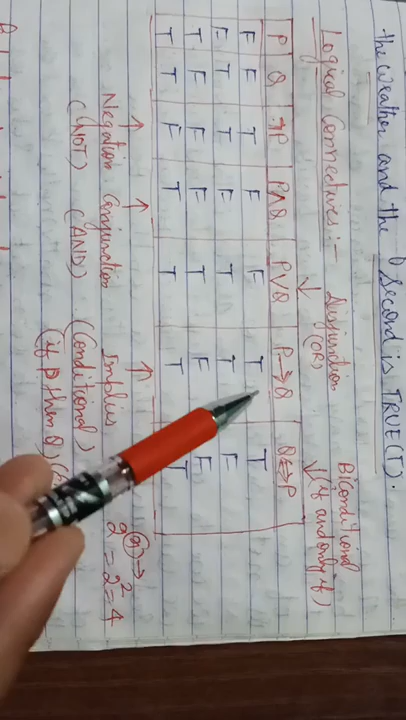 the weather and the second is TRUE(T).
Biconditional
Logical Connectives:- ↓ Disjunction (OR) ↓ (If and only if)
P Q ¬P P∧Q P∨Q P→Q Q↔P
F F T F F T T
F T T F T T F
T F F F T F F
T T F T T T T
↑ ↑ ↑
Negation Conjunction Implies 2² = 4
(NOT) (AND) (Conditional)
(if P then Q)